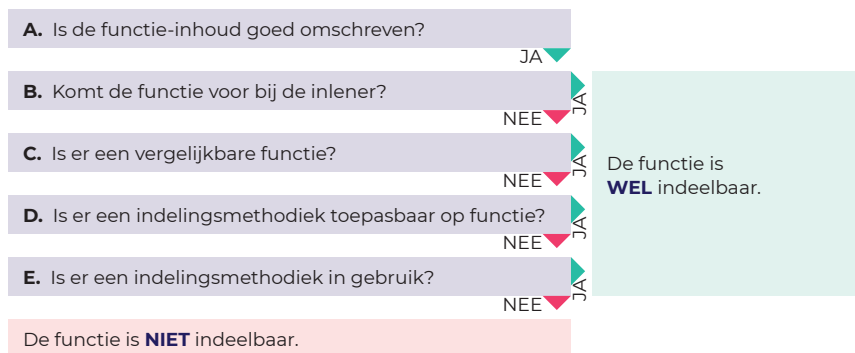 A. Is de functie-inhoud goed omschreven?
JA
B. Komt de functie voor bij de inlener?
JA
NEE
C. Is er een vergelijkbare functie?
JA
NEE
De functie is
WEL indeelbaar.
D. Is er een indelingsmethodiek toepasbaar op functie?
JA
NEE
E. Is er een indelingsmethodiek in gebruik?
JA
NEE
De functie is NIET indeelbaar.